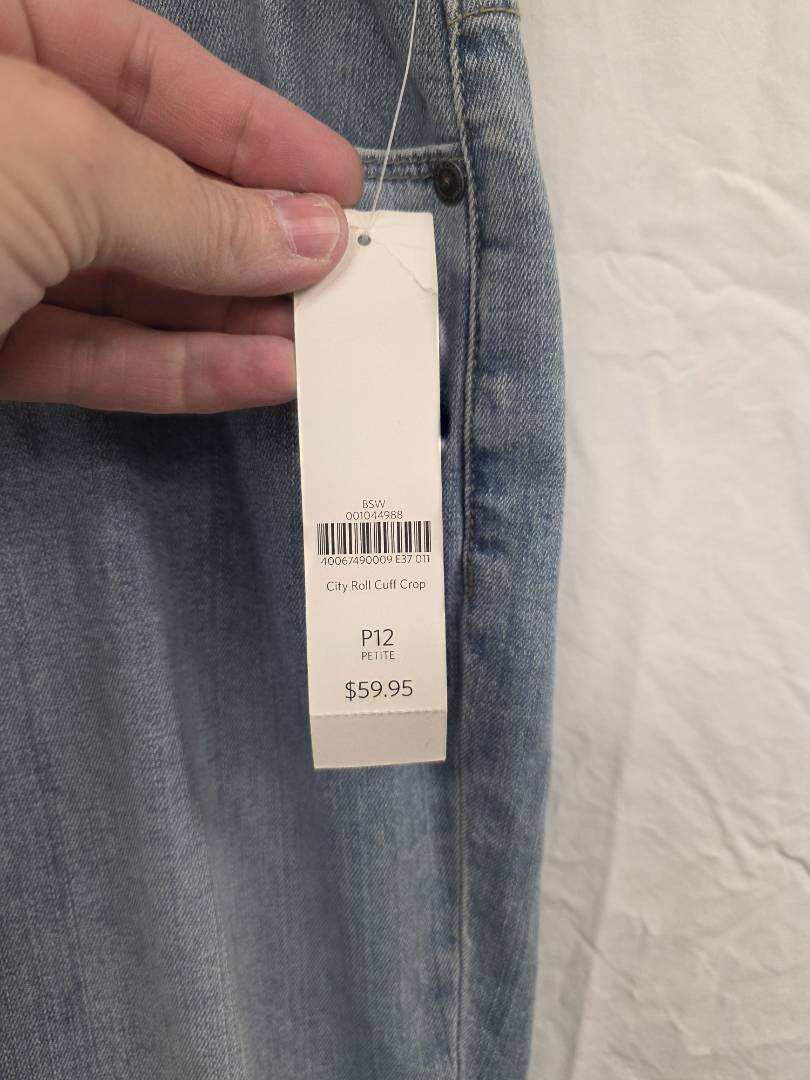 BSW
001044988
40067490009 E37 011
City Roll Cuff Crop
P12
PETITE
$59.95